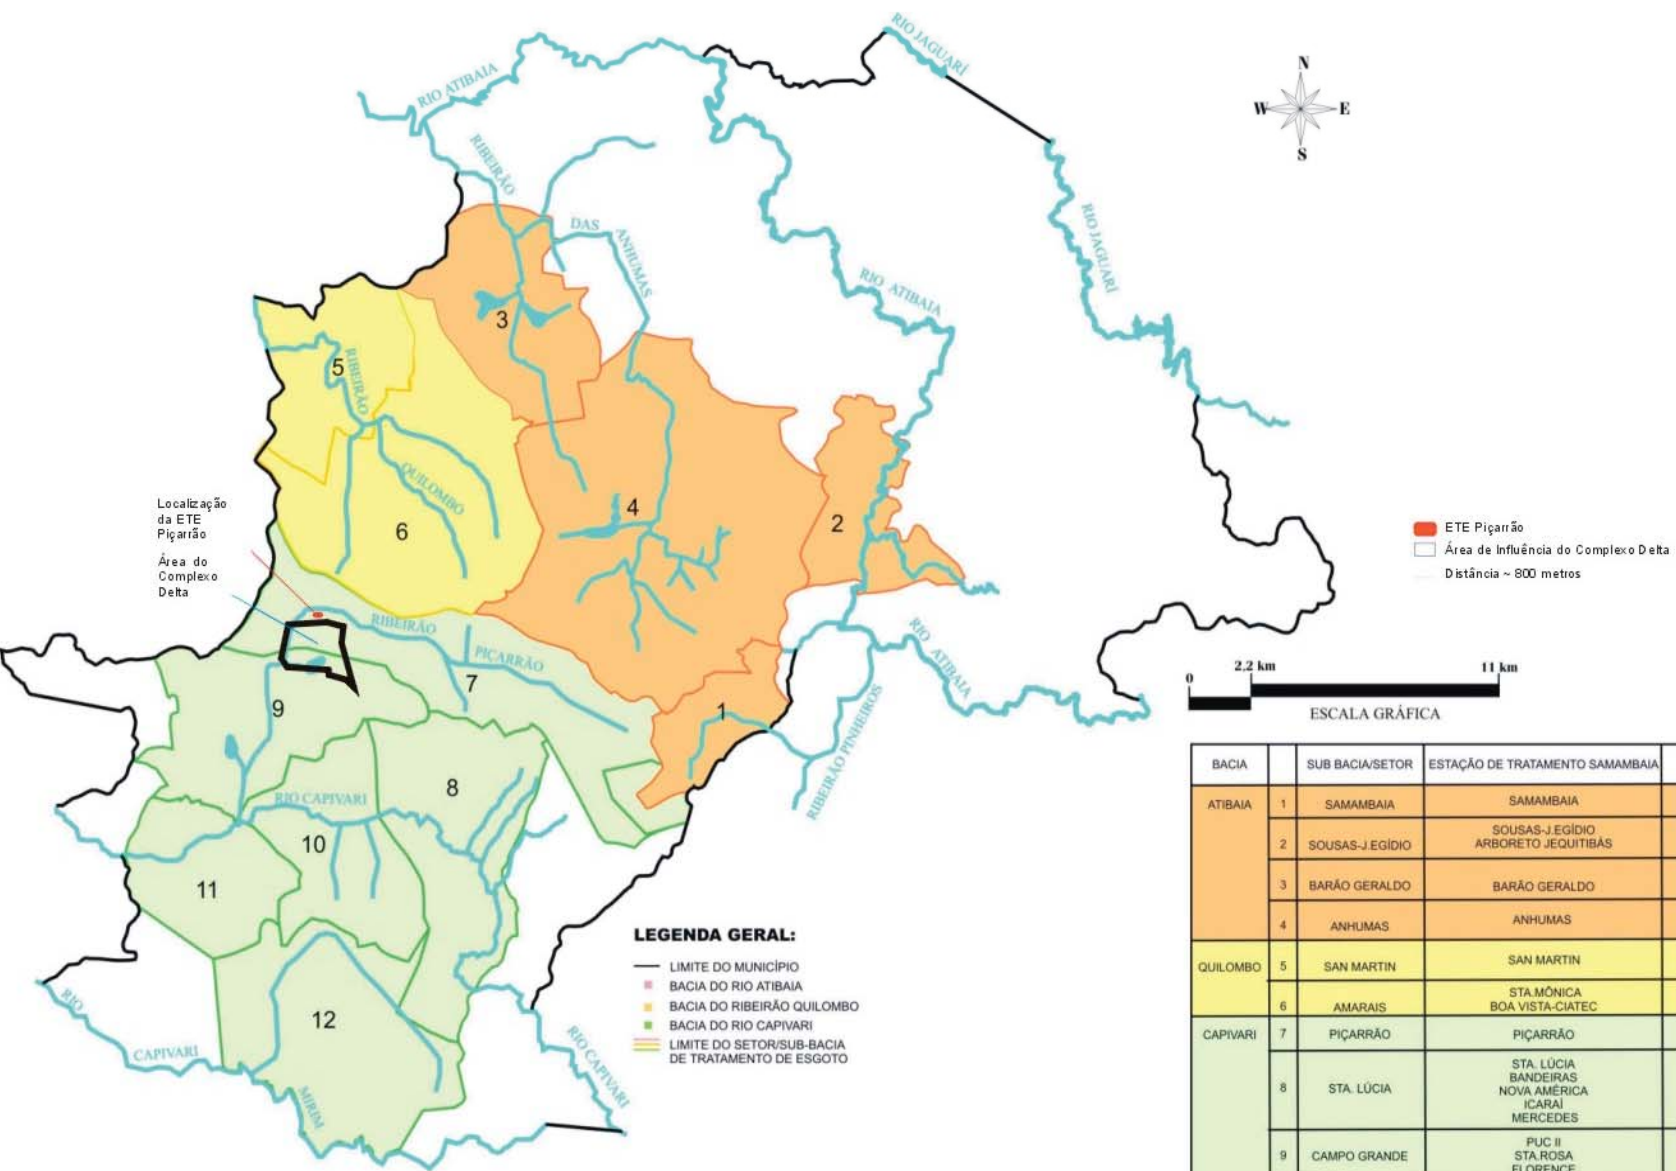 RIO JAGUARÍ
RIO ATIBAIA
N
W
E
S
RIBEIRÃO
DAS
ANHUMAS
RIO JAGUARÍ
RIO ATIBAIA
3
5
RIBEIRÃO
QUILOMBO
4
2
6
Localização
da ETE
Piçarrão
Área do
Complexo
Delta
ETE Piçarrão
Área de Influência do Complexo Delta
Distância ~ 800 metros
RIBEIRÃO
PIÇARRÃO
RIO ATIBAIA
0
2,2 km
11 km
ESCALA GRÁFICA
7
9
1
RIBEIRÃO PINHEIROS
8
RIO CAPIVARI
10
11
12
RIO
CAPIVARI
MIRIM
RIO CAPIVARI
LEGENDA GERAL:
LIMITE DO MUNICÍPIO
BACIA DO RIO ATIBAIA
BACIA DO RIBEIRÃO QUILOMBO
BACIA DO RIO CAPIVARI
LIMITE DO SETOR/SUB-BACIA
DE TRATAMENTO DE ESGOTO
BACIA SUB BACIA/SETOR ESTAÇÃO DE TRATAMENTO SAMAMBAIA
ATIBAIA 1 SAMAMBAIA SAMAMBAIA
2 SOUSAS-J.EGÍDIO SOUSAS-J.EGÍDIO
ARBORETO JEQUITIBÁS
3 BARÃO GERALDO BARÃO GERALDO
4 ANHUMAS ANHUMAS
QUILOMBO 5 SAN MARTIN SAN MARTIN
6 AMARAIS STA.MÔNICA
BOA VISTA-CIATEC
CAPIVARI 7 PIÇARRÃO PIÇARRÃO
8 STA. LÚCIA STA. LÚCIA
BANDEIRAS
NOVA AMÉRICA
ICARAÍ
MERCEDES
9 CAMPO GRANDE PUC II
STA.ROSA
FLORENCE